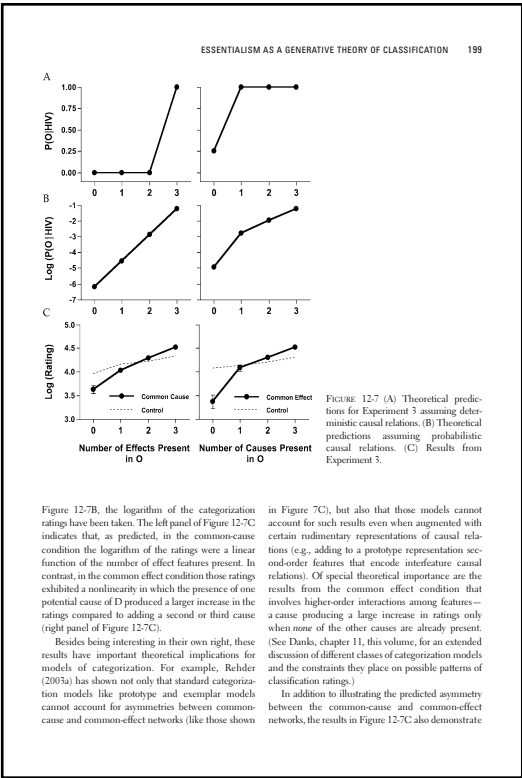 ESSENTIALISM AS A GENERATIVE THEORY OF CLASSIFICATION 199
A
P(O|HIV)
1.00
0.75
0.50
0.25
0.00
0 1 2 3
0 1 2 3
B
Log (P(O|HIV)
-1
-2
-3
-4
-5
-6
-7
0 1 2 3
0 1 2 3
C
Log (Rating)
5.0
4.5
4.0
3.5
3.0
Common Cause
Control
0 1 2 3
Number of Effects Present
in O
Common Effect
Control
0 1 2 3
Number of Causes Present
in O
FIGURE 12-7 (A) Theoretical predic-
tions for Experiment 3 assuming deter-
ministic causal relations. (B) Theoretical
predictions assuming probabilistic
causal relations. (C) Results from
Experiment 3.
Figure 12-7B, the logarithm of the categorization
ratings have been taken. The left panel of Figure 12-7C
indicates that, as predicted, in the common-cause
condition the logarithm of the ratings were a linear
function of the number of effect features present. In
contrast, in the common effect condition those ratings
exhibited a nonlinearity in which the presence of one
potential cause of D produced a larger increase in the
ratings compared to adding a second or third cause
(right panel of Figure 12-7C).
Besides being interesting in their own right, these
results have important theoretical implications for
models of categorization. For example, Rehder
(2003a) has shown not only that standard categoriza-
tion models like prototype and exemplar models
cannot account for asymmetries between common-
cause and common-effect networks (like those shown
in Figure 7C), but also that those models cannot
account for such results even when augmented with
certain rudimentary representations of causal rela-
tions (e.g., adding to a prototype representation sec-
ond-order features that encode interfeature causal
relations). Of special theoretical importance are the
results from the common effect condition that
involves higher-order interactions among features—
a cause producing a large increase in ratings only
when none of the other causes are already present.
(See Danks, chapter 11, this volume, for an extended
discussion of different classes of categorization models
and the constraints they place on possible patterns of
classification ratings.)
In addition to illustrating the predicted asymmetry
between the common-cause and common-effect
networks, the results in Figure 12-7C also demonstrate